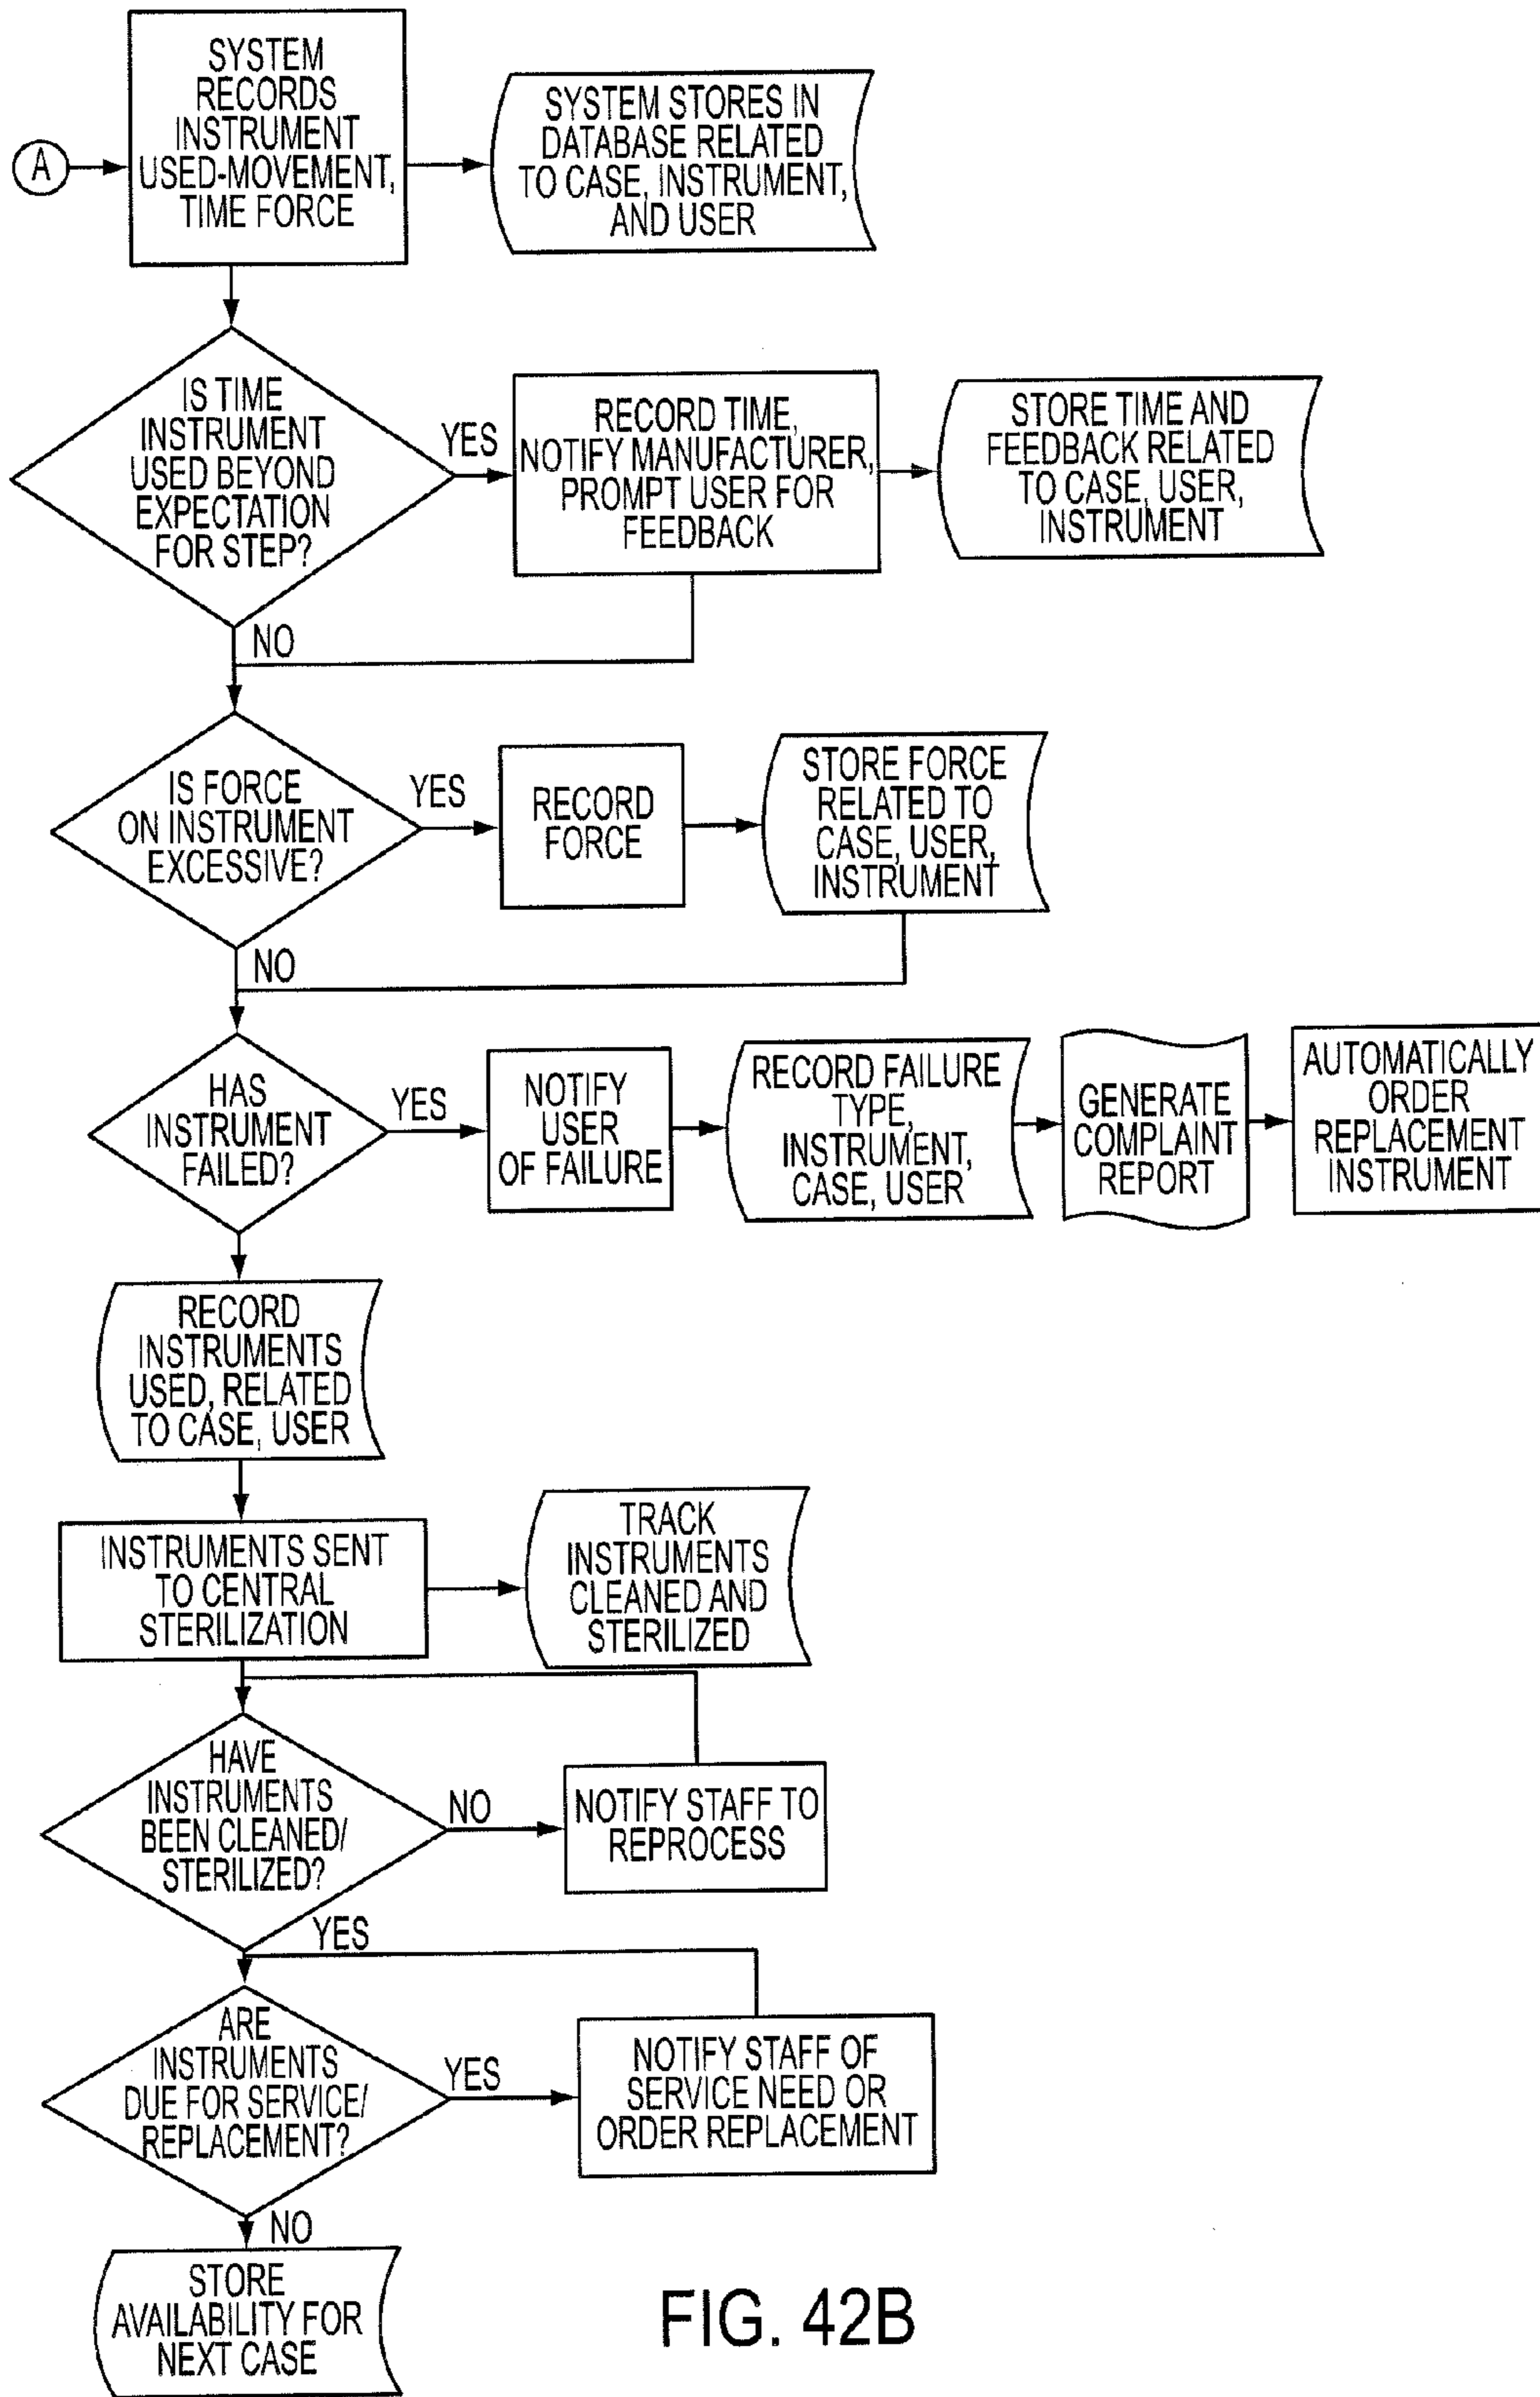 SYSTEM
RECORDS
INSTRUMENT
USED-MOVEMENT,
TIME FORCE
A
SYSTEM STORES IN
DATABASE RELATED
TO CASE, INSTRUMENT,
AND USER
IS TIME
INSTRUMENT
USED BEYOND
EXPECTATION
FOR STEP?
YES
RECORD TIME,
NOTIFY MANUFACTURER,
PROMPT USER FOR
FEEDBACK
STORE TIME AND
FEEDBACK RELATED
TO CASE, USER,
INSTRUMENT
NO
IS FORCE
ON INSTRUMENT
EXCESSIVE?
YES
RECORD
FORCE
STORE FORCE
RELATED TO
CASE, USER,
INSTRUMENT
NO
HAS
INSTRUMENT
FAILED?
YES
NOTIFY
USER
OF FAILURE
RECORD FAILURE
TYPE,
INSTRUMENT,
CASE, USER
GENERATE
COMPLAINT
REPORT
AUTOMATICALLY
ORDER
REPLACEMENT
INSTRUMENT
RECORD
INSTRUMENTS
USED, RELATED
TO CASE, USER
INSTRUMENTS SENT
TO CENTRAL
STERILIZATION
TRACK
INSTRUMENTS
CLEANED AND
STERILIZED
HAVE
INSTRUMENTS
BEEN CLEANED/
STERILIZED?
NO
NOTIFY STAFF TO
REPROCESS
YES
ARE
INSTRUMENTS
DUE FOR SERVICE/
REPLACEMENT?
YES
NOTIFY STAFF OF
SERVICE NEED OR
ORDER REPLACEMENT
NO
STORE
AVAILABILITY FOR
NEXT CASE
FIG. 42B